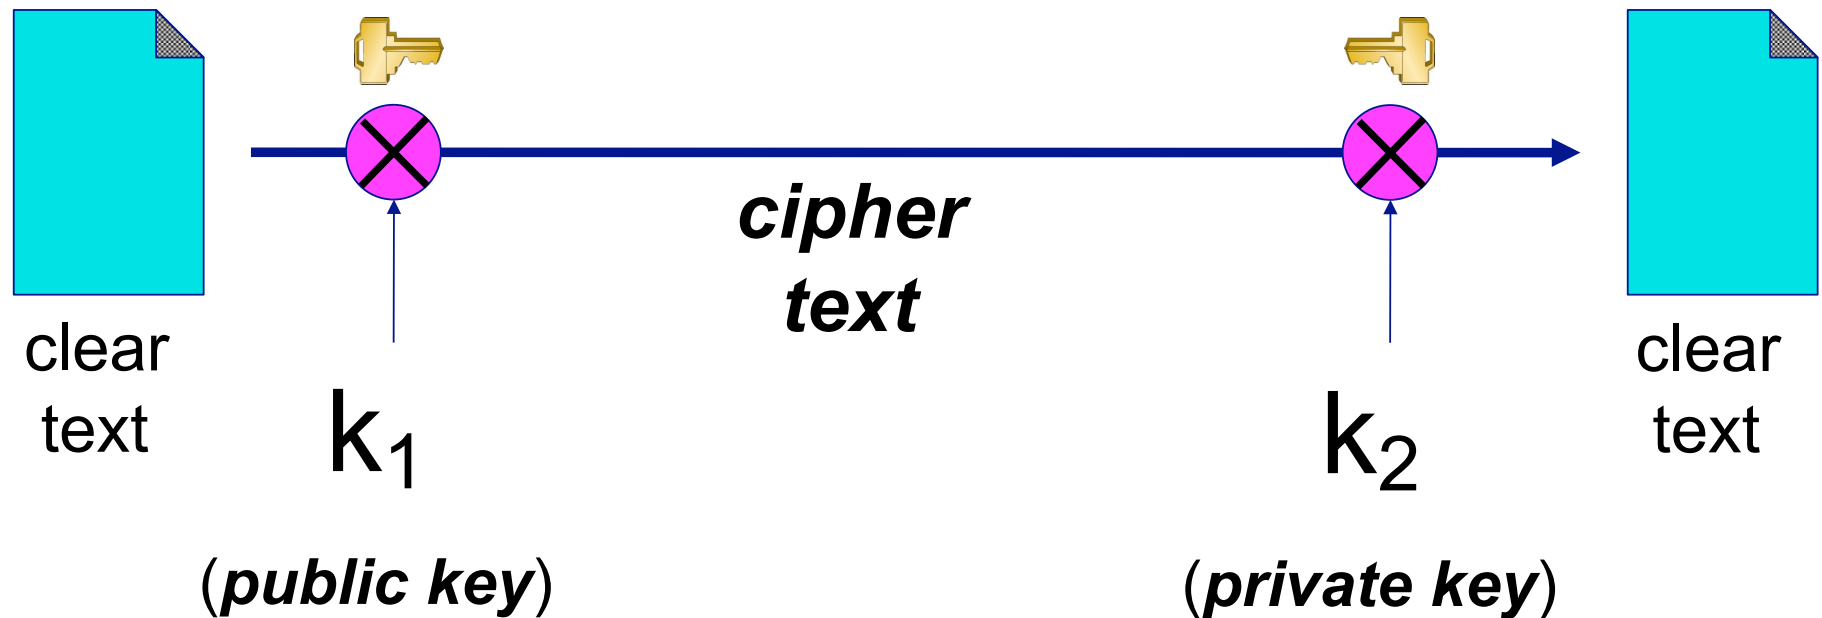 cipher
text
clear
text
k₁
k₂
clear
text
(public key)
(private key)